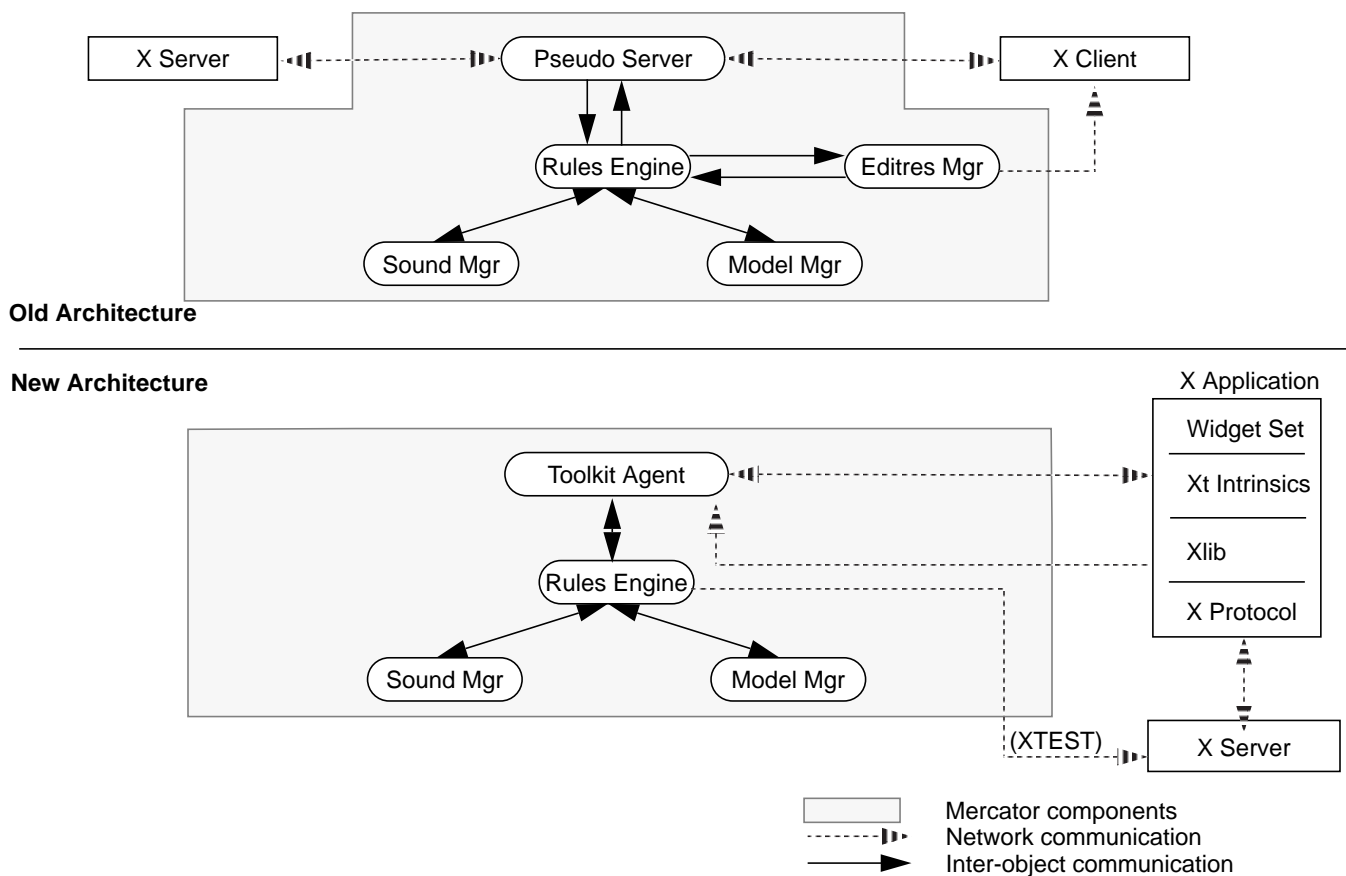 X Server
Pseudo Server
X Client
Rules Engine
Editres Mgr
Sound Mgr
Model Mgr
Old Architecture
New Architecture
X Application
Widget Set
Toolkit Agent
Xt Intrinsics
Xlib
Rules Engine
X Protocol
Sound Mgr
Model Mgr
(XTEST)
X Server
Mercator components
Network communication
Inter-object communication